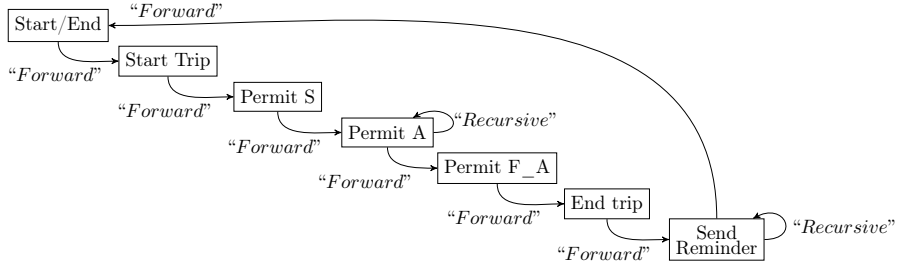 “Forward”
Start/End
Start Trip
“Forward”
Permit S
“Forward”
Permit A
“Recursive”
“Forward”
Permit F_A
“Forward”
End trip
“Forward”
Send
Reminder
“Recursive”
“Forward”